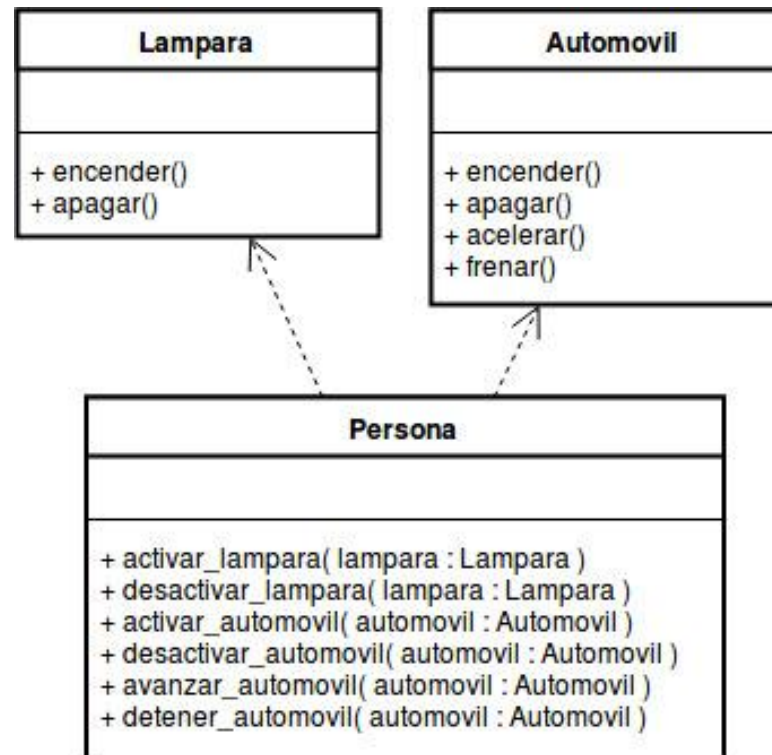 Lampara
+ encender()
+ apagar()
Automovil
+ encender()
+ apagar()
+ acelerar()
+ frenar()
Persona
+ activar_lampara( lampara : Lampara )
+ desactivar_lampara( lampara : Lampara )
+ activar_automovil( automovil : Automovil )
+ desactivar_automovil( automovil : Automovil )
+ avanzar_automovil( automovil : Automovil )
+ detener_automovil( automovil : Automovil )